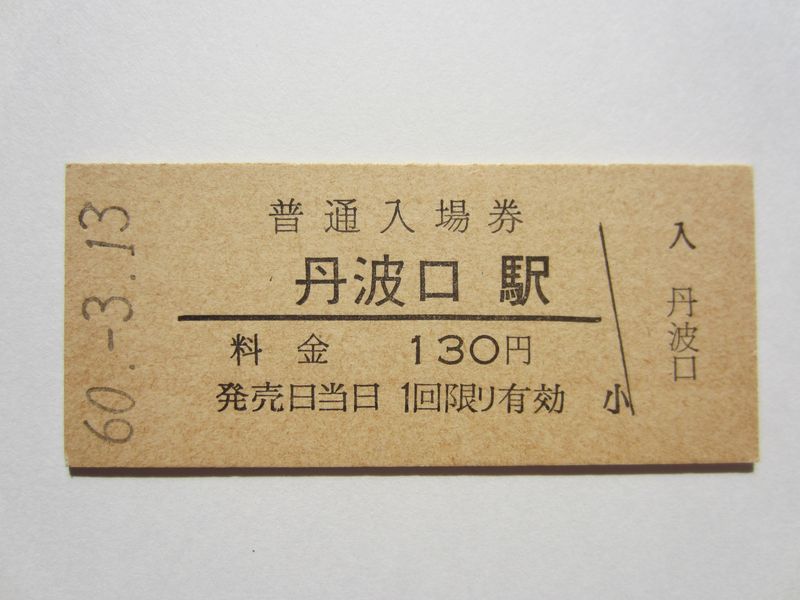 普通入場券
丹波口 駅
料金 130円
発売日当日 1回限り有効 小
入 丹波口
60.-3.13